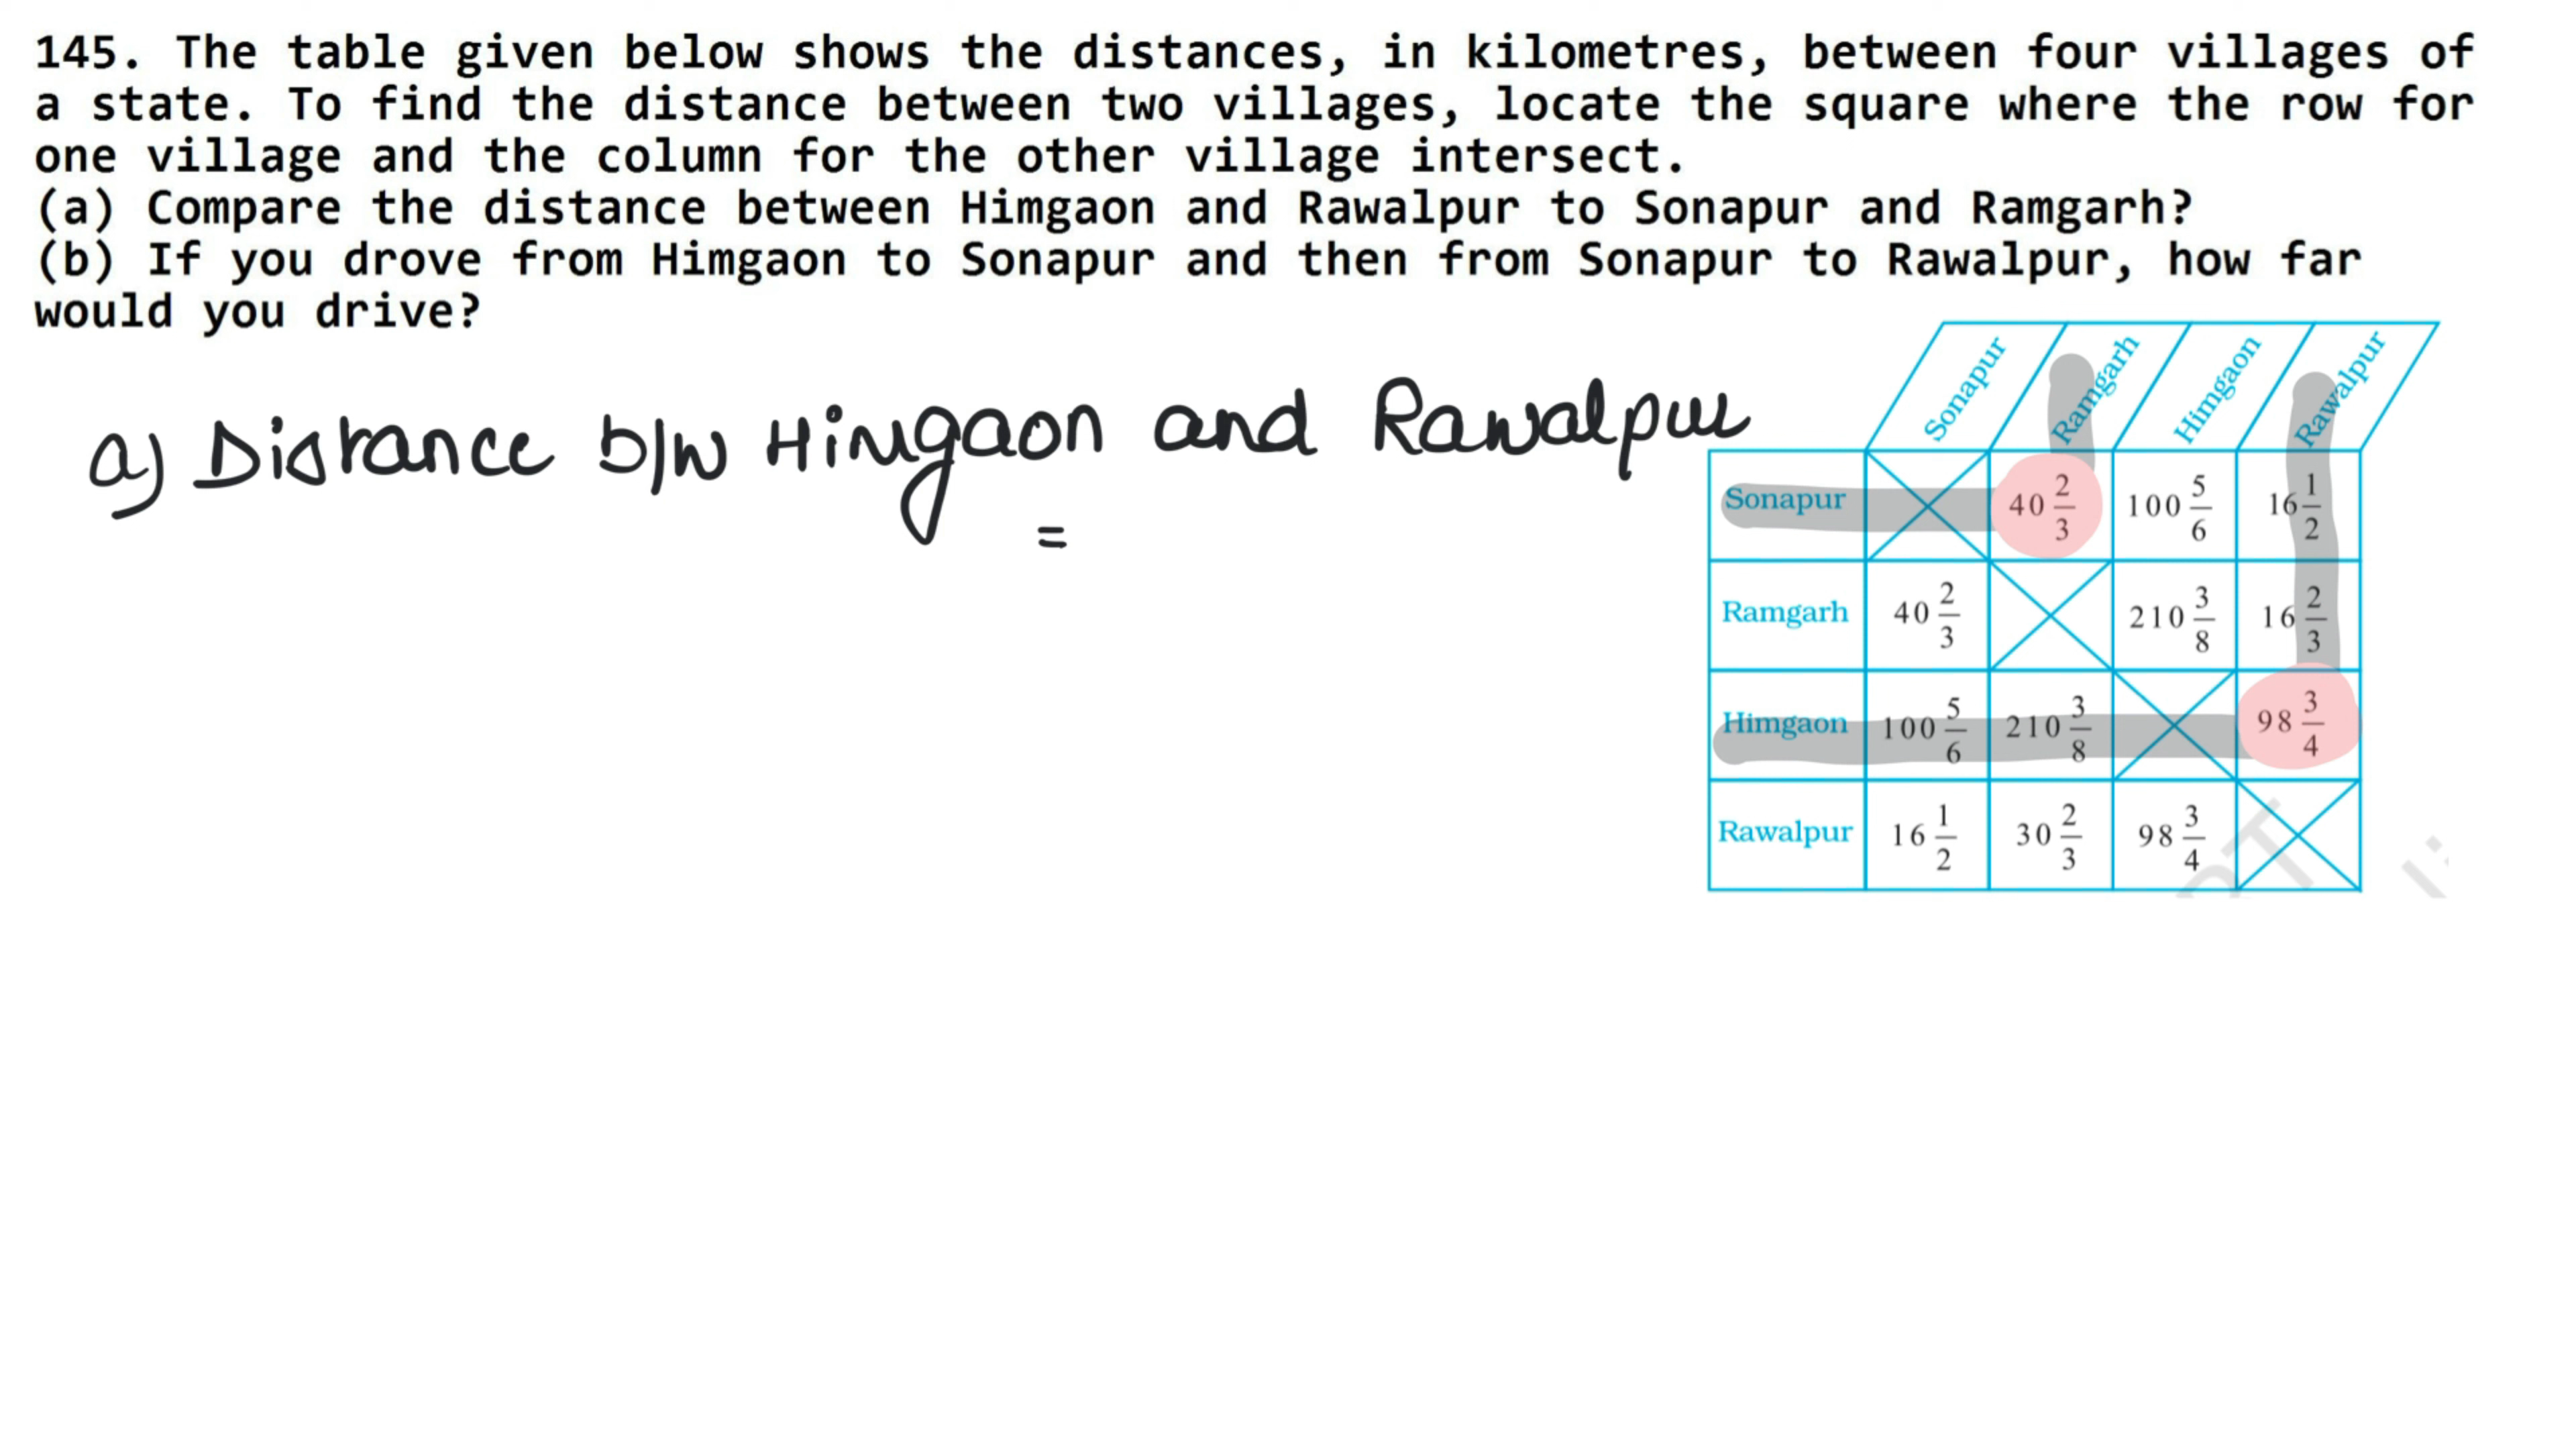 145. The table given below shows the distances, in kilometres, between four villages of
a state. To find the distance between two villages, locate the square where the row for
one village and the column for the other village intersect.
(a) Compare the distance between Himgaon and Rawalpur to Sonapur and Ramgarh?
(b) If you drove from Himgaon to Sonapur and then from Sonapur to Rawalpur, how far
would you drive?
a) Distance b/w Himgaon and Rawalpur
=
Sonapur Ramgarh Himgaon Rawalpur
Sonapur 40 2/3 100 5/6 16 1/2
Ramgarh 40 2/3 210 3/8 16 2/3
Himgaon 100 5/6 210 3/8 98 3/4
Rawalpur 16 1/2 30 2/3 98 3/4